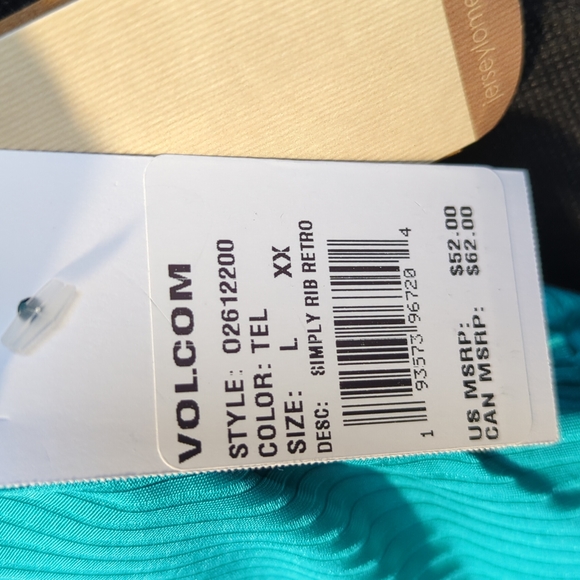 VOLCOM
STYLE: O2612200
COLOR: TEL
SIZE: L XX
DESC: SIMPLY RIB RETRO
1 93573 96720 4
US MSRP: $52.00
CAN MSRP: $62.00